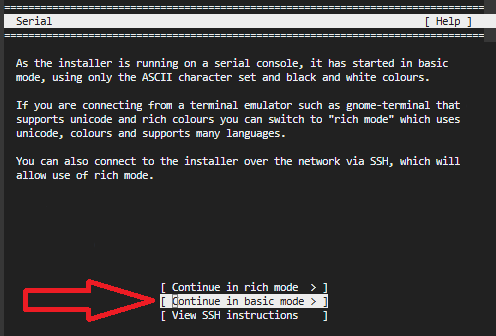 ================================================================================
Serial [ Help ]
================================================================================
As the installer is running on a serial console, it has started in basic
mode, using only the ASCII character set and black and white colours.
If you are connecting from a terminal emulator such as gnome-terminal that
supports unicode and rich colours you can switch to "rich mode" which uses
unicode, colours and supports many languages.
You can also connect to the installer over the network via SSH, which will
allow use of rich mode.
[ Continue in rich mode > ]
[ Continue in basic mode > ]
[ View SSH instructions ]